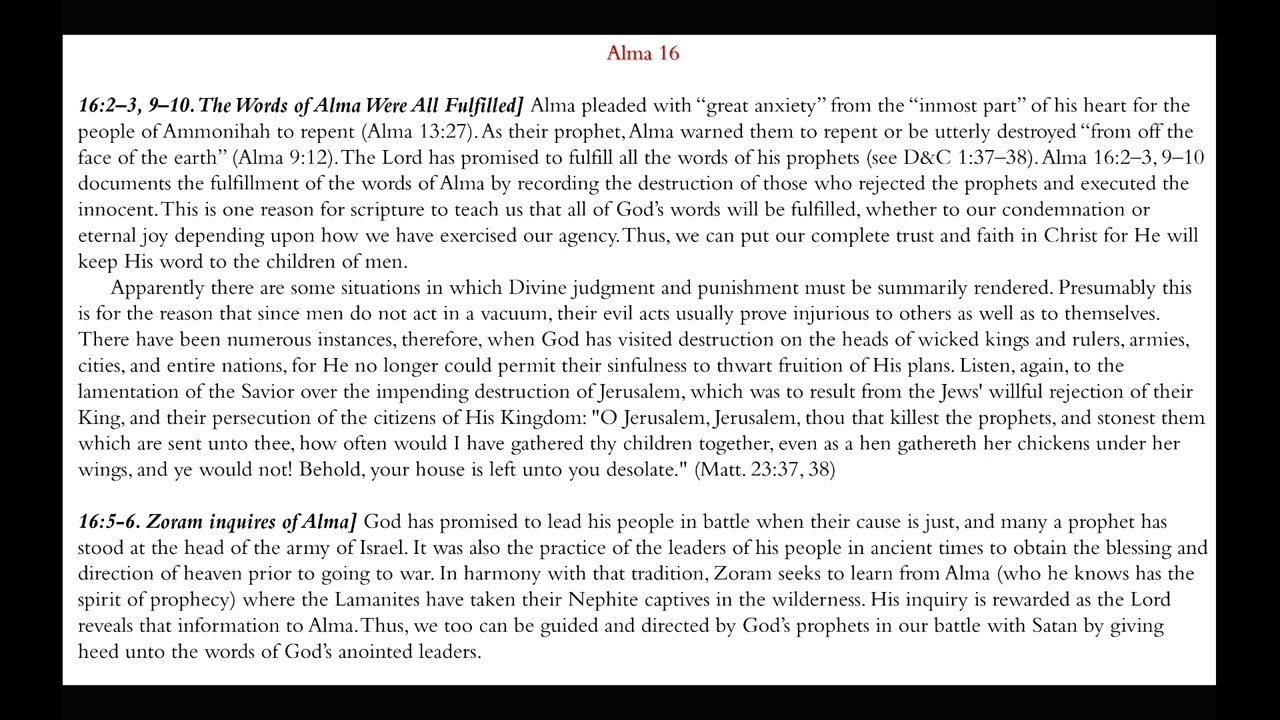 Alma 16
16:2–3, 9–10. The Words of Alma Were All Fulfilled] Alma pleaded with “great anxiety” from the “inmost part” of his heart for the
people of Ammonihah to repent (Alma 13:27). As their prophet, Alma warned them to repent or be utterly destroyed “from off the
face of the earth” (Alma 9:12). The Lord has promised to fulfill all the words of his prophets (see D&C 1:37–38). Alma 16:2–3, 9–10
documents the fulfillment of the words of Alma by recording the destruction of those who rejected the prophets and executed the
innocent. This is one reason for scripture to teach us that all of God’s words will be fulfilled, whether to our condemnation or
eternal joy depending upon how we have exercised our agency. Thus, we can put our complete trust and faith in Christ for He will
keep His word to the children of men.
Apparently there are some situations in which Divine judgment and punishment must be summarily rendered. Presumably this
is for the reason that since men do not act in a vacuum, their evil acts usually prove injurious to others as well as to themselves.
There have been numerous instances, therefore, when God has visited destruction on the heads of wicked kings and rulers, armies,
cities, and entire nations, for He no longer could permit their sinfulness to thwart fruition of His plans. Listen, again, to the
lamentation of the Savior over the impending destruction of Jerusalem, which was to result from the Jews' willful rejection of their
King, and their persecution of the citizens of His Kingdom: "O Jerusalem, Jerusalem, thou that killest the prophets, and stonest them
which are sent unto thee, how often would I have gathered thy children together, even as a hen gathereth her chickens under her
wings, and ye would not! Behold, your house is left unto you desolate." (Matt. 23:37, 38)
16:5-6. Zoram inquires of Alma] God has promised to lead his people in battle when their cause is just, and many a prophet has
stood at the head of the army of Israel. It was also the practice of the leaders of his people in ancient times to obtain the blessing and
direction of heaven prior to going to war. In harmony with that tradition, Zoram seeks to learn from Alma (who he knows has the
spirit of prophecy) where the Lamanites have taken their Nephite captives in the wilderness. His inquiry is rewarded as the Lord
reveals that information to Alma. Thus, we too can be guided and directed by God’s prophets in our battle with Satan by giving
heed unto the words of God’s anointed leaders.